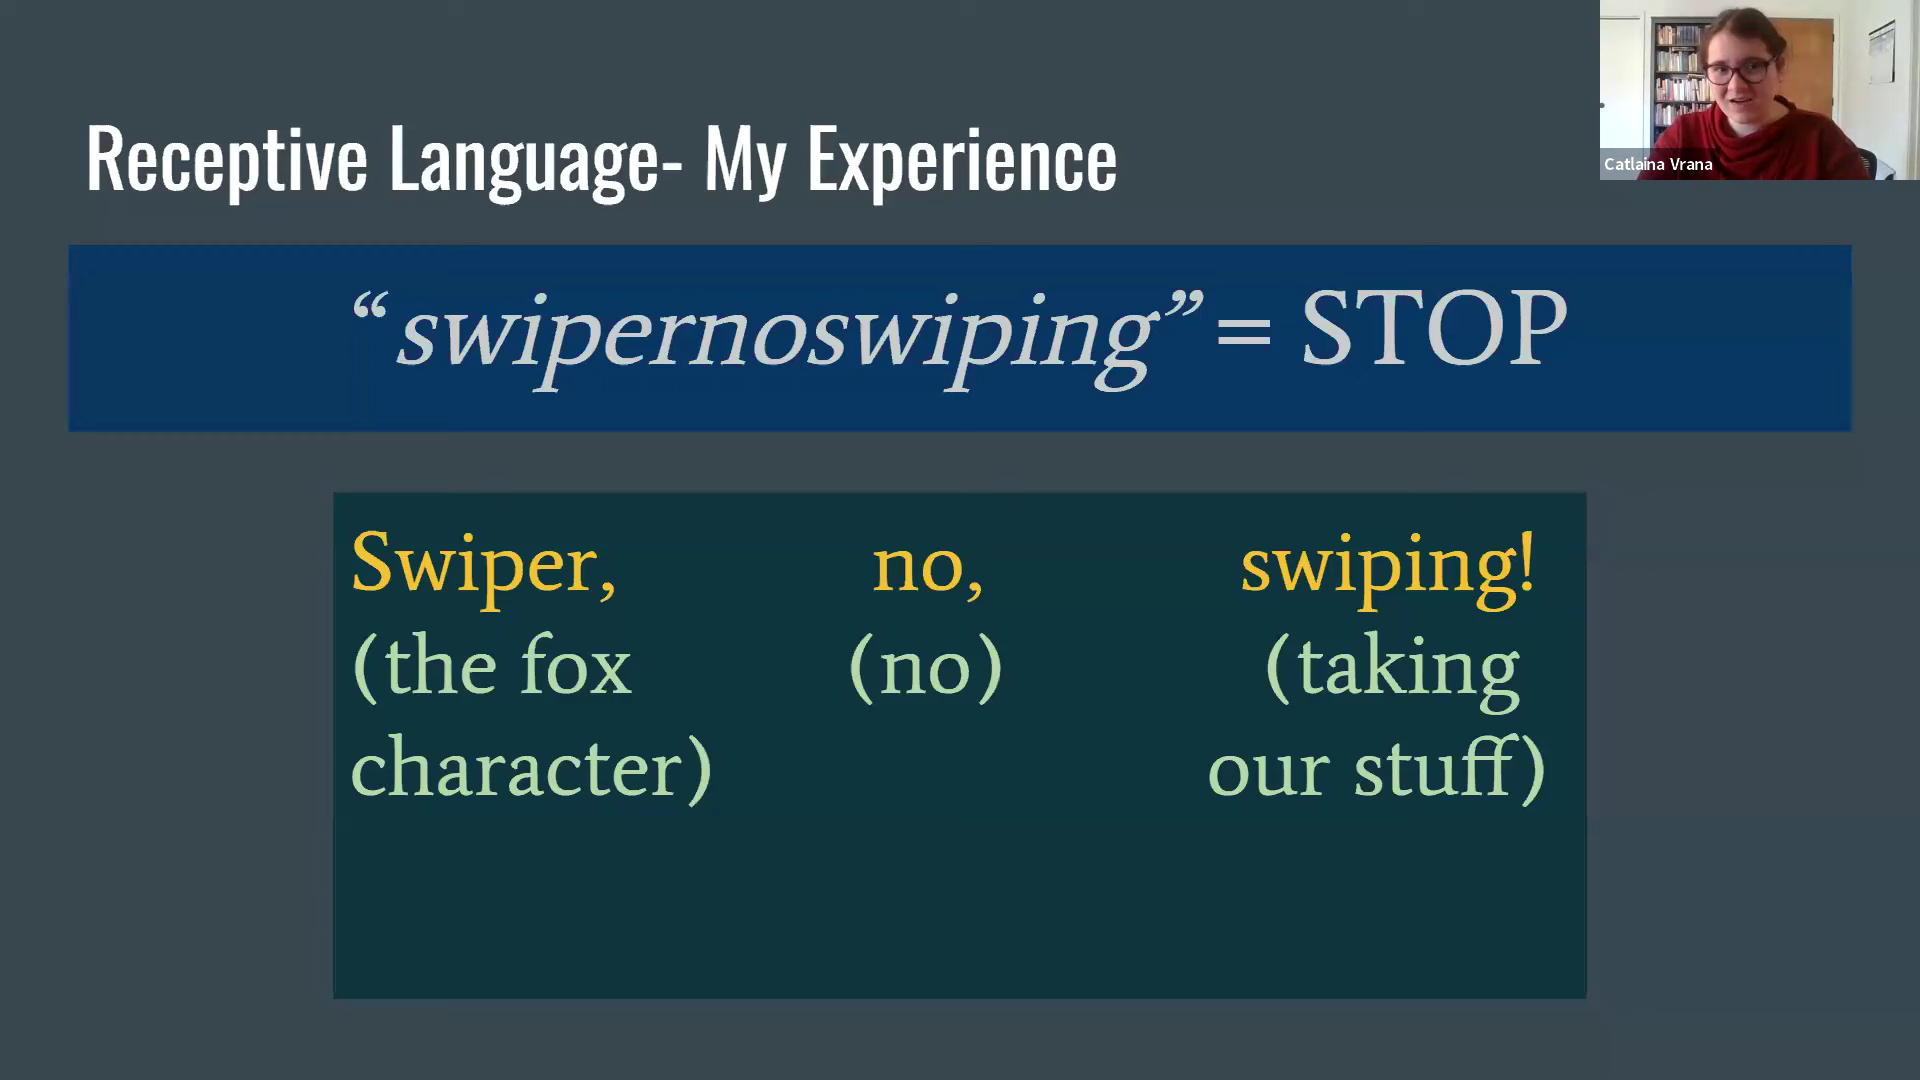 Receptive Language- My Experience
Catlaina Vrana
“swipernoswiping” = STOP
Swiper, no, swiping!
(the fox (no) (taking
character) our stuff)